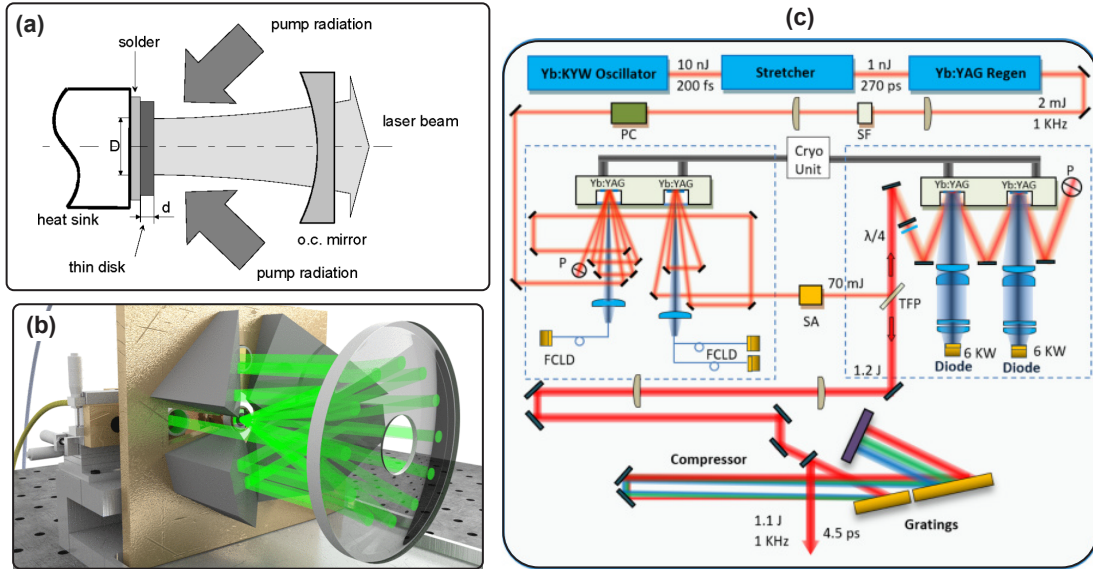 (a)
pump radiation
solder
D
laser beam
heat sink
d
thin disk
o.c. mirror
pump radiation
(b)
(c)
Yb:KYW Oscillator
10 nJ
200 fs
Stretcher
1 nJ
270 ps
Yb:YAG Regen
2 mJ
1 KHz
PC
SF
Cryo
Unit
Yb:YAG
Yb:YAG
Yb:YAG
Yb:YAG
P
λ/4
P
70 mJ
SA
TFP
FCLD
FCLD
6 KW
Diode
6 KW
Diode
1.2 J
Compressor
Gratings
1.1 J
1 KHz
4.5 ps